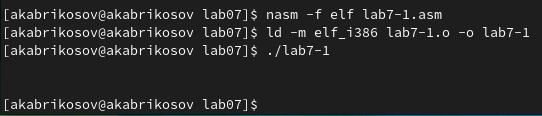 [akabrikosov@akabrikosov lab07]$ nasm -f elf lab7-1.asm
[akabrikosov@akabrikosov lab07]$ ld -m elf_i386 lab7-1.o -o lab7-1
[akabrikosov@akabrikosov lab07]$ ./lab7-1
[akabrikosov@akabrikosov lab07]$